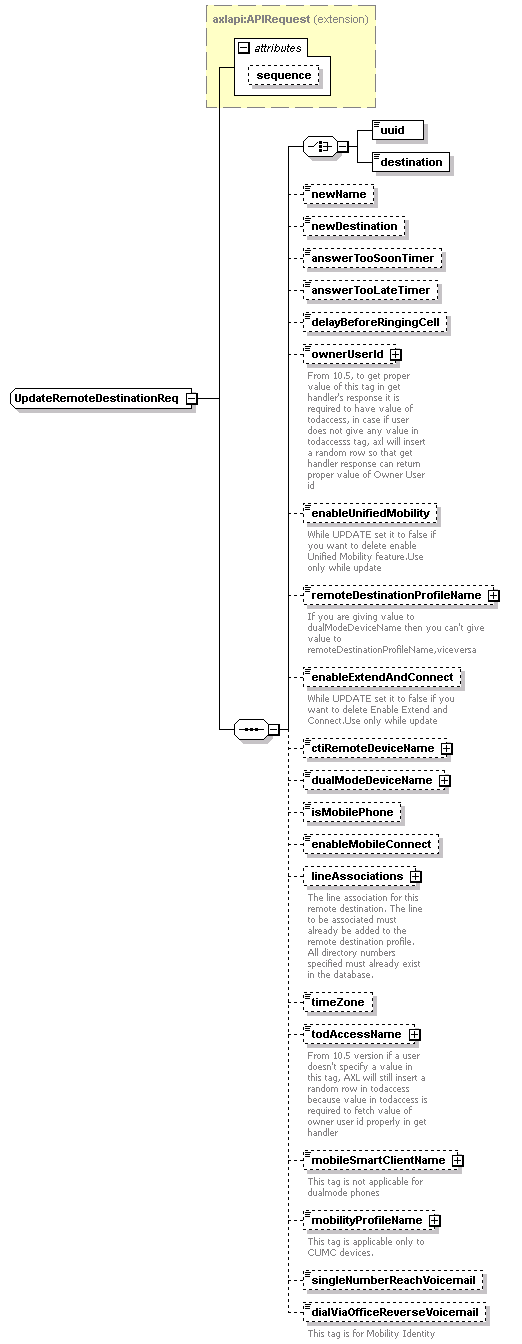 axlapi:APIRequest (extension)
attributes
sequence
uuid
destination
newName
newDestination
answerTooSoonTimer
answerTooLateTimer
delayBeforeRingingCell
ownerUserId
From 10.5, to get proper
value of this tag in get
handler's response it is
required to have value of
todaccess, in case if user
does not give any value in
todaccesss tag, axl will insert
a random row so that get
handler response can return
proper value of Owner User
id
UpdateRemoteDestinationReq
enableUnifiedMobility
While UPDATE set it to false if
you want to delete enable
Unified Mobility feature.Use
only while update
remoteDestinationProfileName
If you are giving value to
dualModeDeviceName then you can't give
value to
remoteDestinationProfileName,viceversa
enableExtendAndConnect
While UPDATE set it to false if you
want to delete Enable Extend and
Connect.Use only while update
ctiRemoteDeviceName
dualModeDeviceName
isMobilePhone
enableMobileConnect
lineAssociations
The line association for this
remote destination. The line
to be associated must
already be added to the
remote destination profile.
All directory numbers
specified must already exist
in the database.
timeZone
todAccessName
From 10.5 version if a user
doesn't specify a value in
this tag, AXL will still insert a
random row in todaccess
because value in todaccess is
required to fetch value of
owner user id properly in get
handler
mobileSmartClientName
This tag is not applicable for
dualmode phones
mobilityProfileName
This tag is applicable only to
CUMC devices.
singleNumberReachVoicemail
dialViaOfficeReverseVoicemail
This tag is for Mobility Identity